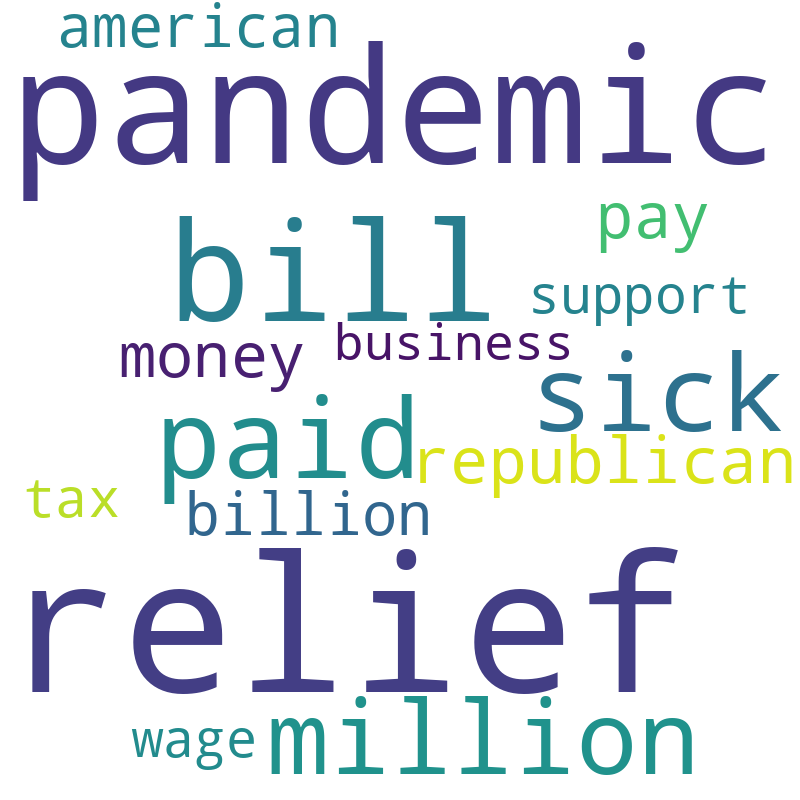 american
pandemic
pay
bill
support
business
money
sick
paid
republican
tax
billion
relief
wage
million